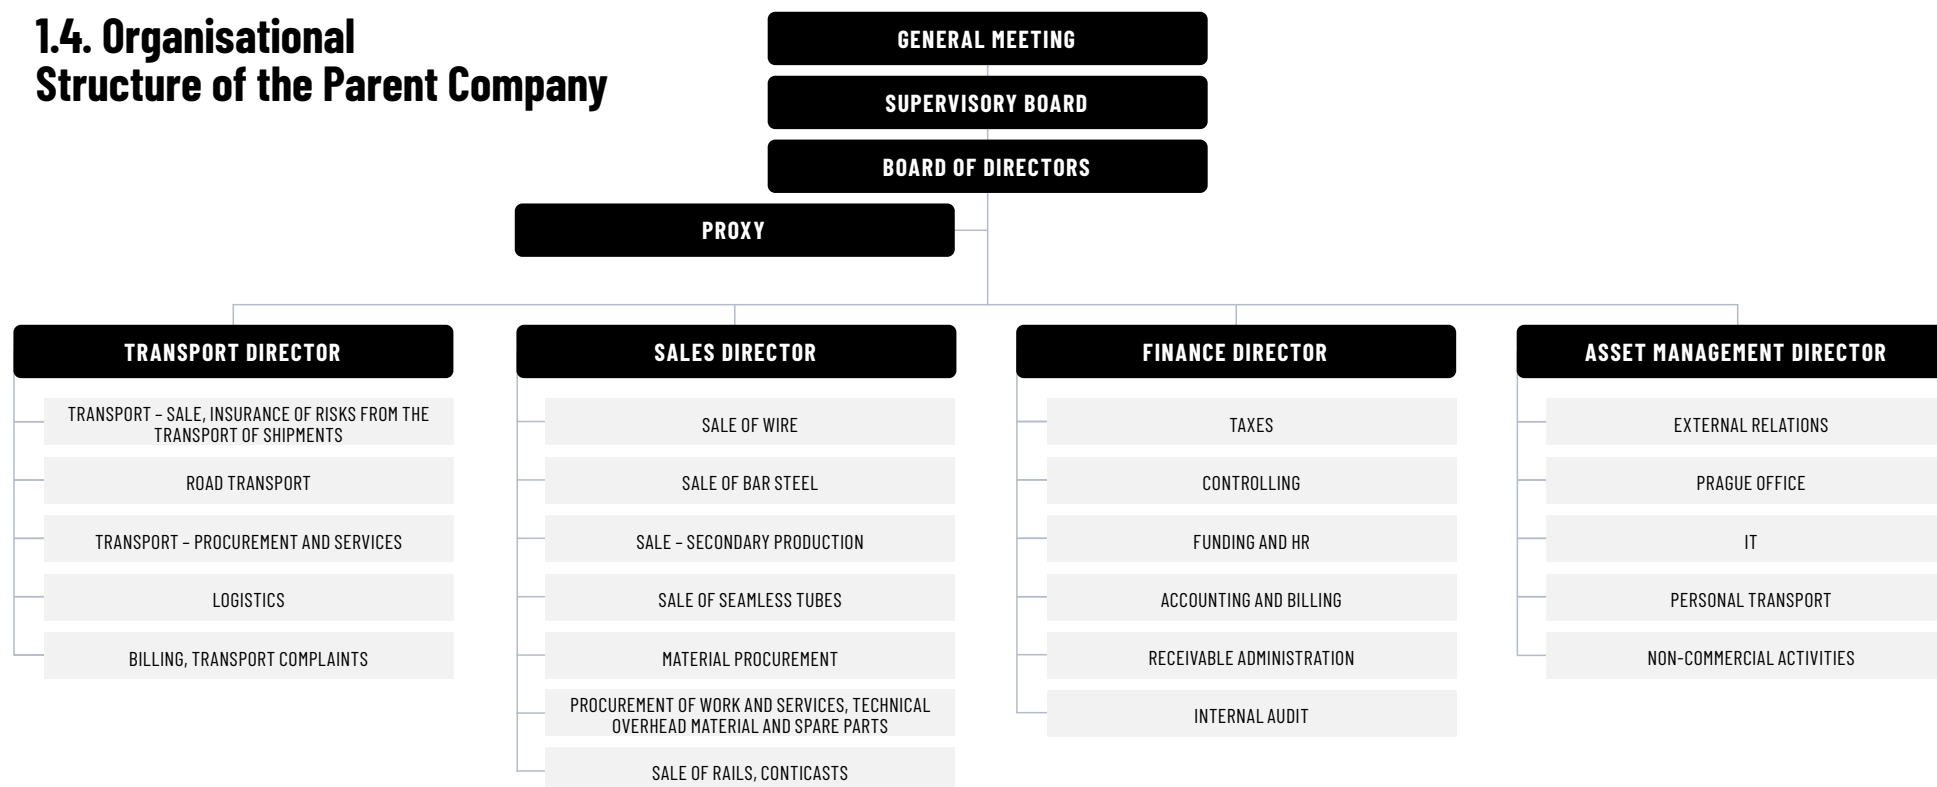 1.4. Organisational
Structure of the Parent Company
GENERAL MEETING
SUPERVISORY BOARD
BOARD OF DIRECTORS
PROXY
TRANSPORT DIRECTOR
TRANSPORT – SALE, INSURANCE OF RISKS FROM THE
TRANSPORT OF SHIPMENTS
ROAD TRANSPORT
TRANSPORT – PROCUREMENT AND SERVICES
LOGISTICS
BILLING, TRANSPORT COMPLAINTS
SALES DIRECTOR
SALE OF WIRE
SALE OF BAR STEEL
SALE – SECONDARY PRODUCTION
SALE OF SEAMLESS TUBES
MATERIAL PROCUREMENT
PROCUREMENT OF WORK AND SERVICES, TECHNICAL
OVERHEAD MATERIAL AND SPARE PARTS
SALE OF RAILS, CONTICASTS
FINANCE DIRECTOR
TAXES
CONTROLLING
FUNDING AND HR
ACCOUNTING AND BILLING
RECEIVABLE ADMINISTRATION
INTERNAL AUDIT
ASSET MANAGEMENT DIRECTOR
EXTERNAL RELATIONS
PRAGUE OFFICE
IT
PERSONAL TRANSPORT
NON-COMMERCIAL ACTIVITIES